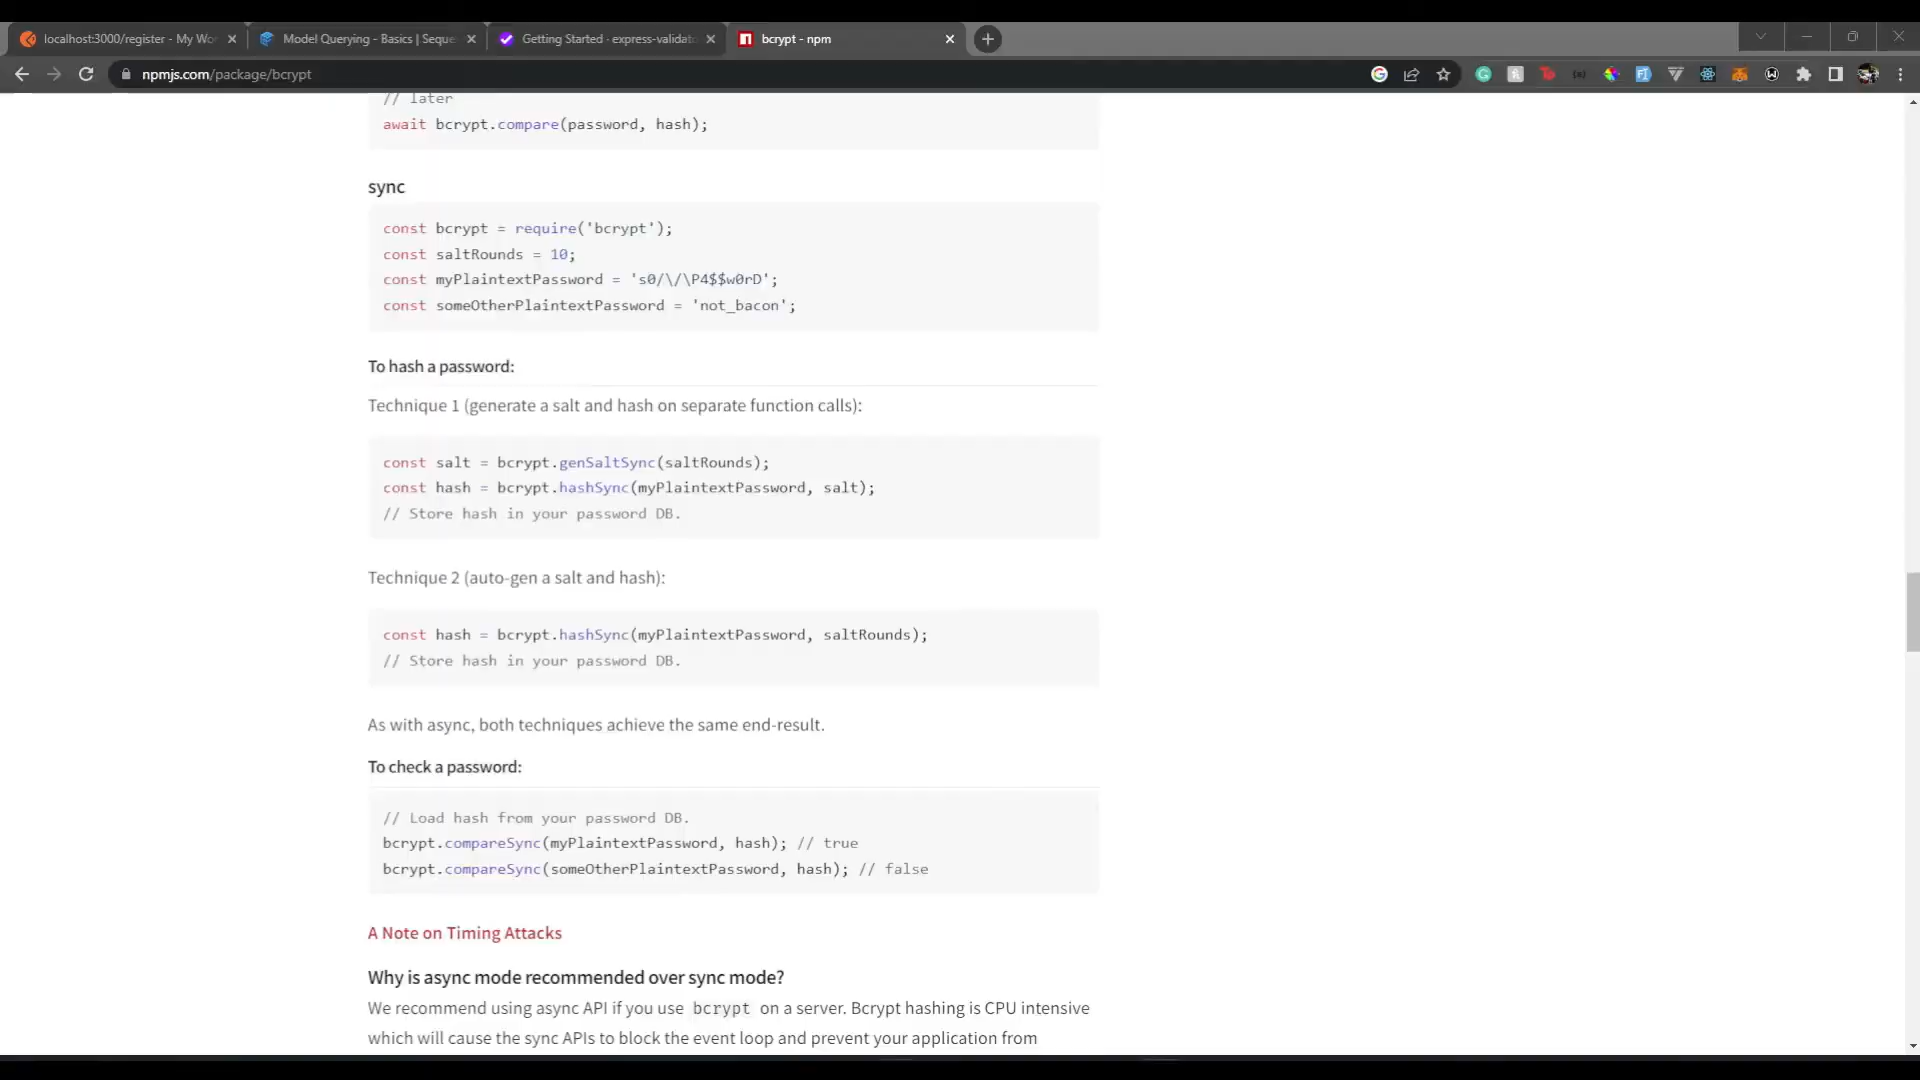 localhost:3000/register - My Wor
Model Querying - Basics | Seque
Getting Started · express-validato
bcrypt - npm
npmjs.com/package/bcrypt
// later
await bcrypt.compare(password, hash);
sync
const bcrypt = require('bcrypt');
const saltRounds = 10;
const myPlaintextPassword = 's0/\/\P4$$w0rD';
const someOtherPlaintextPassword = 'not_bacon';
To hash a password:
Technique 1 (generate a salt and hash on separate function calls):
const salt = bcrypt.genSaltSync(saltRounds);
const hash = bcrypt.hashSync(myPlaintextPassword, salt);
// Store hash in your password DB.
Technique 2 (auto-gen a salt and hash):
const hash = bcrypt.hashSync(myPlaintextPassword, saltRounds);
// Store hash in your password DB.
As with async, both techniques achieve the same end-result.
To check a password:
// Load hash from your password DB.
bcrypt.compareSync(myPlaintextPassword, hash); // true
bcrypt.compareSync(someOtherPlaintextPassword, hash); // false
A Note on Timing Attacks
Why is async mode recommended over sync mode?
We recommend using async API if you use bcrypt on a server. Bcrypt hashing is CPU intensive
which will cause the sync APIs to block the event loop and prevent your application from